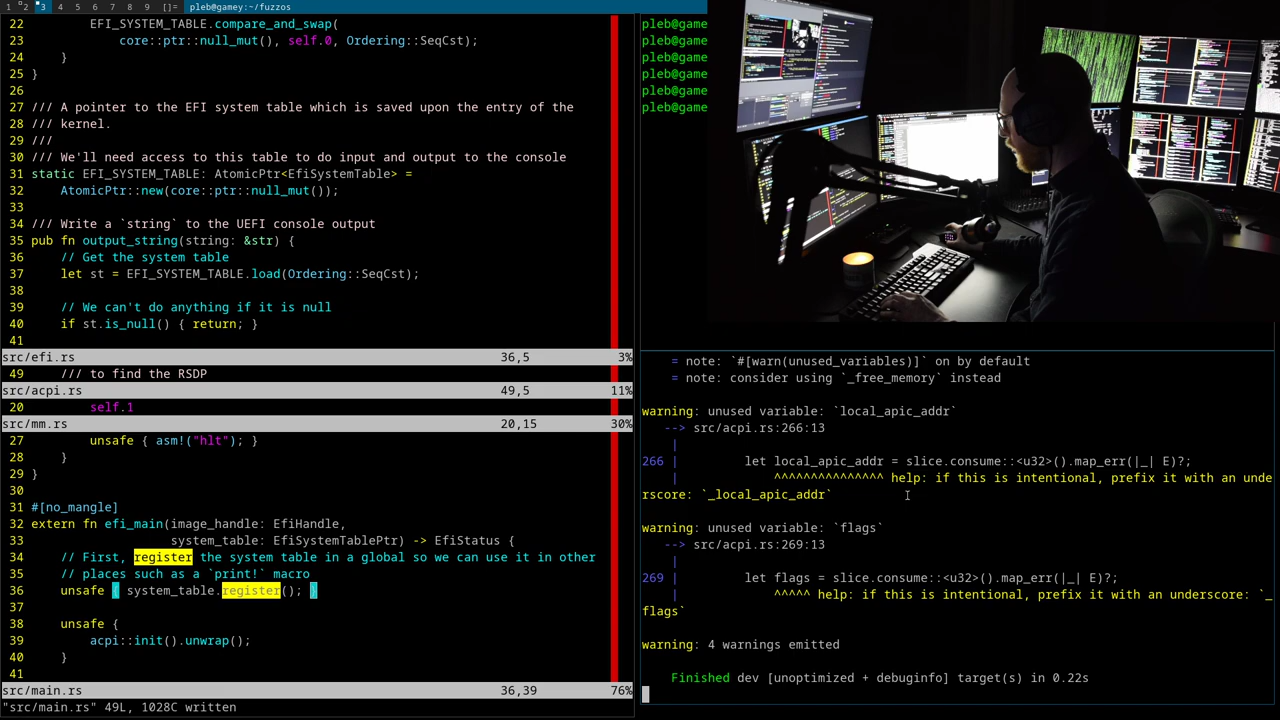 1 2 3 4 5 6 7 8 9 []= pleb@gamey:~/fuzzos
22 EFI_SYSTEM_TABLE.compare_and_swap(
23 core::ptr::null_mut(), self.0, Ordering::SeqCst);
24 }
25 }
26
27 /// A pointer to the EFI system table which is saved upon the entry of the
28 /// kernel.
29 ///
30 /// We'll need access to this table to do input and output to the console
31 static EFI_SYSTEM_TABLE: AtomicPtr<EfiSystemTable> =
32 AtomicPtr::new(core::ptr::null_mut());
33
34 /// Write a `string` to the UEFI console output
35 pub fn output_string(string: &str) {
36 // Get the system table
37 let st = EFI_SYSTEM_TABLE.load(Ordering::SeqCst);
38
39 // We can't do anything if it is null
40 if st.is_null() { return; }
41
src/efi.rs 36,5 3%
49 /// to find the RSDP
src/acpi.rs 49,5 11%
20 self.1
src/mm.rs 20,15 30%
27 unsafe { asm!("hlt"); }
28 }
29 }
30
31 #[no_mangle]
32 extern fn efi_main(image_handle: EfiHandle,
33 system_table: EfiSystemTablePtr) -> EfiStatus {
34 // First, register the system table in a global so we can use it in other
35 // places such as a `print!` macro
36 unsafe { system_table.register(); }
37
38 unsafe {
39 acpi::init().unwrap();
40 }
41
src/main.rs 36,39 76%
"src/main.rs" 49L, 1028C written
pleb@game
pleb@game
pleb@game
pleb@game
pleb@game
pleb@game
= note: `#[warn(unused_variables)]` on by default
= note: consider using `_free_memory` instead
warning: unused variable: `local_apic_addr`
--> src/acpi.rs:266:13
|
266 | let local_apic_addr = slice.consume::<u32>().map_err(|_| E)?;
| ^^^^^^^^^^^^^^^ help: if this is intentional, prefix it with an unde
rscore: `_local_apic_addr`
warning: unused variable: `flags`
--> src/acpi.rs:269:13
|
269 | let flags = slice.consume::<u32>().map_err(|_| E)?;
| ^^^^^ help: if this is intentional, prefix it with an underscore: `_
flags`
warning: 4 warnings emitted
Finished dev [unoptimized + debuginfo] target(s) in 0.22s